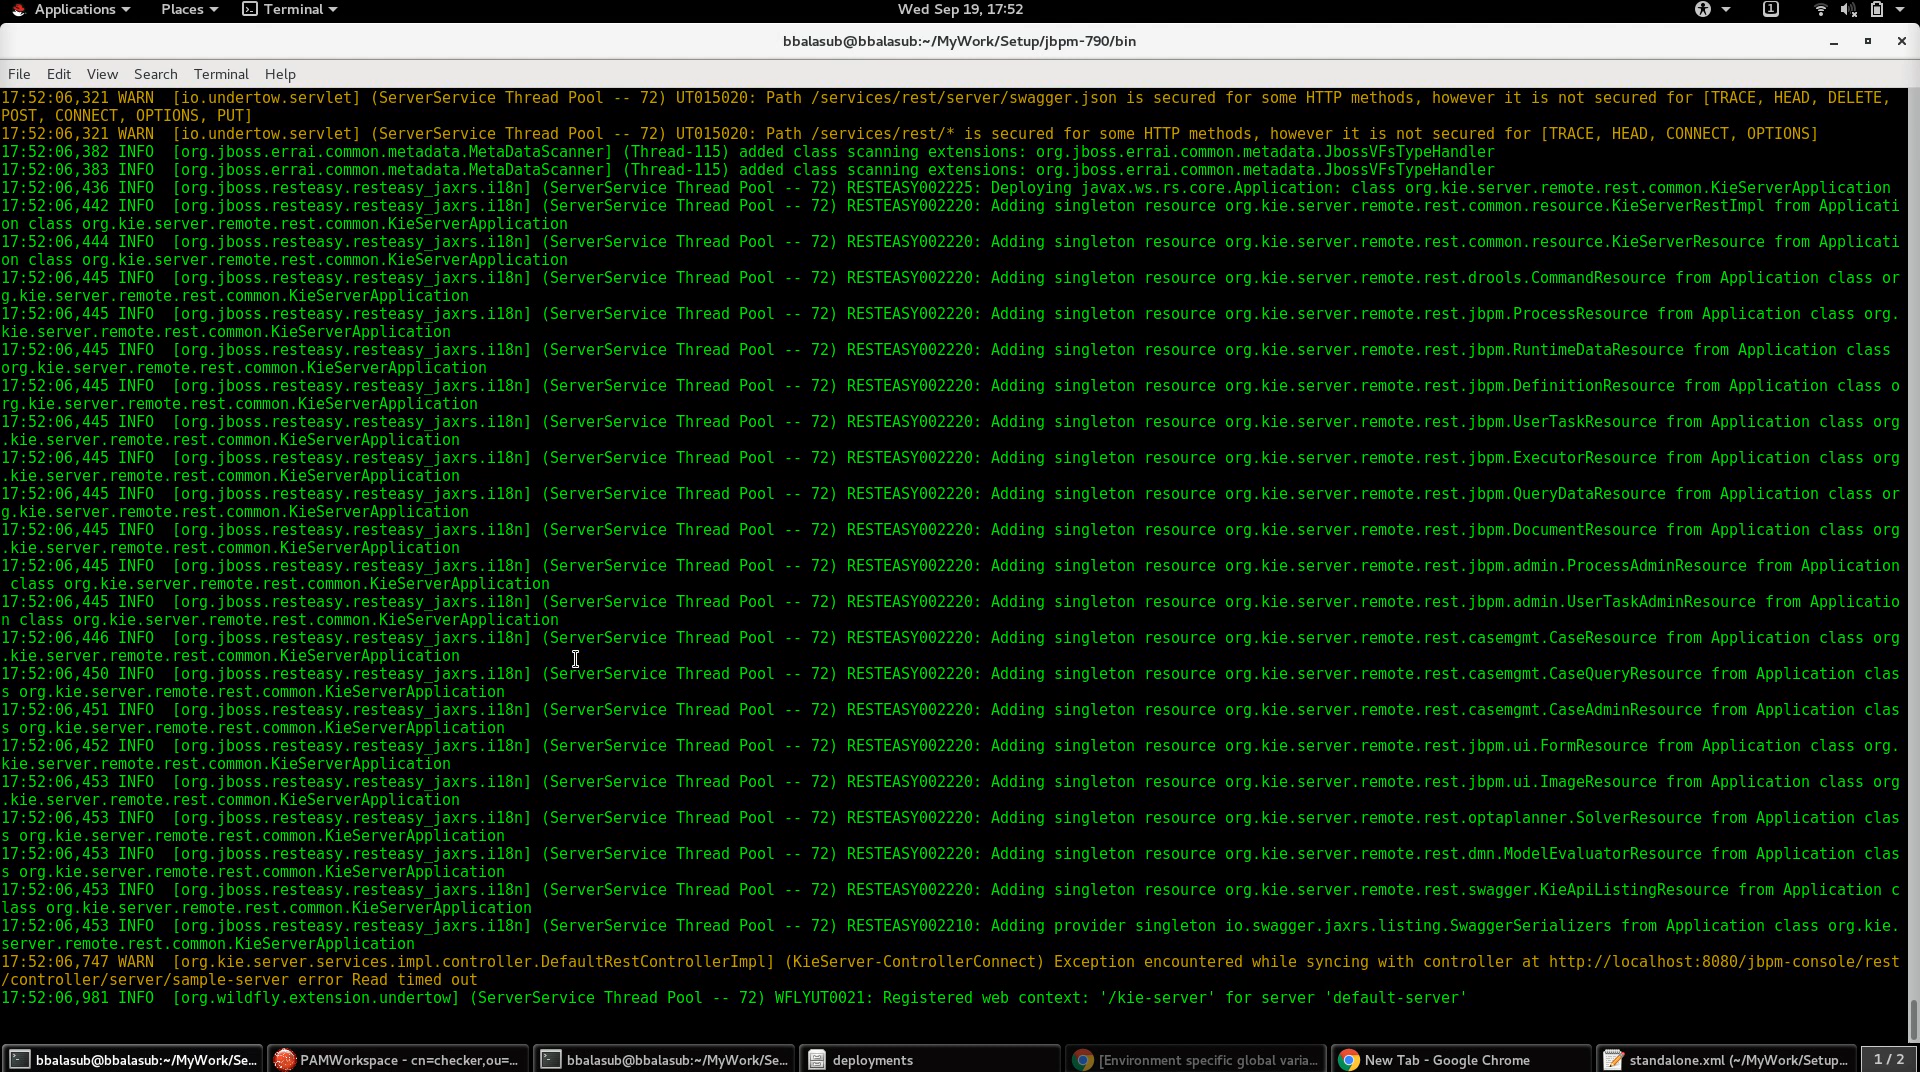 Applications Places Terminal Wed Sep 19, 17:52 1
bbalasub@bbalasub:~/MyWork/Setup/jbpm-790/bin
File Edit View Search Terminal Help
17:52:06,321 WARN  [io.undertow.servlet] (ServerService Thread Pool -- 72) UT015020: Path /services/rest/server/swagger.json is secured for some HTTP methods, however it is not secured for [TRACE, HEAD, DELETE,
POST, CONNECT, OPTIONS, PUT]
17:52:06,321 WARN  [io.undertow.servlet] (ServerService Thread Pool -- 72) UT015020: Path /services/rest/* is secured for some HTTP methods, however it is not secured for [TRACE, HEAD, CONNECT, OPTIONS]
17:52:06,382 INFO  [org.jboss.errai.common.metadata.MetaDataScanner] (Thread-115) added class scanning extensions: org.jboss.errai.common.metadata.JbossVFsTypeHandler
17:52:06,383 INFO  [org.jboss.errai.common.metadata.MetaDataScanner] (Thread-115) added class scanning extensions: org.jboss.errai.common.metadata.JbossVFsTypeHandler
17:52:06,436 INFO  [org.jboss.resteasy.resteasy_jaxrs.i18n] (ServerService Thread Pool -- 72) RESTEASY002225: Deploying javax.ws.rs.core.Application: class org.kie.server.remote.rest.common.KieServerApplication
17:52:06,442 INFO  [org.jboss.resteasy.resteasy_jaxrs.i18n] (ServerService Thread Pool -- 72) RESTEASY002220: Adding singleton resource org.kie.server.remote.rest.common.resource.KieServerRestImpl from Applicati
on class org.kie.server.remote.rest.common.KieServerApplication
17:52:06,444 INFO  [org.jboss.resteasy.resteasy_jaxrs.i18n] (ServerService Thread Pool -- 72) RESTEASY002220: Adding singleton resource org.kie.server.remote.rest.common.resource.KieServerResource from Applicati
on class org.kie.server.remote.rest.common.KieServerApplication
17:52:06,445 INFO  [org.jboss.resteasy.resteasy_jaxrs.i18n] (ServerService Thread Pool -- 72) RESTEASY002220: Adding singleton resource org.kie.server.remote.rest.drools.CommandResource from Application class or
g.kie.server.remote.rest.common.KieServerApplication
17:52:06,445 INFO  [org.jboss.resteasy.resteasy_jaxrs.i18n] (ServerService Thread Pool -- 72) RESTEASY002220: Adding singleton resource org.kie.server.remote.rest.jbpm.ProcessResource from Application class org.
kie.server.remote.rest.common.KieServerApplication
17:52:06,445 INFO  [org.jboss.resteasy.resteasy_jaxrs.i18n] (ServerService Thread Pool -- 72) RESTEASY002220: Adding singleton resource org.kie.server.remote.rest.jbpm.RuntimeDataResource from Application class
org.kie.server.remote.rest.common.KieServerApplication
17:52:06,445 INFO  [org.jboss.resteasy.resteasy_jaxrs.i18n] (ServerService Thread Pool -- 72) RESTEASY002220: Adding singleton resource org.kie.server.remote.rest.jbpm.DefinitionResource from Application class o
rg.kie.server.remote.rest.common.KieServerApplication
17:52:06,445 INFO  [org.jboss.resteasy.resteasy_jaxrs.i18n] (ServerService Thread Pool -- 72) RESTEASY002220: Adding singleton resource org.kie.server.remote.rest.jbpm.UserTaskResource from Application class org
.kie.server.remote.rest.common.KieServerApplication
17:52:06,445 INFO  [org.jboss.resteasy.resteasy_jaxrs.i18n] (ServerService Thread Pool -- 72) RESTEASY002220: Adding singleton resource org.kie.server.remote.rest.jbpm.ExecutorResource from Application class org
.kie.server.remote.rest.common.KieServerApplication
17:52:06,445 INFO  [org.jboss.resteasy.resteasy_jaxrs.i18n] (ServerService Thread Pool -- 72) RESTEASY002220: Adding singleton resource org.kie.server.remote.rest.jbpm.QueryDataResource from Application class or
g.kie.server.remote.rest.common.KieServerApplication
17:52:06,445 INFO  [org.jboss.resteasy.resteasy_jaxrs.i18n] (ServerService Thread Pool -- 72) RESTEASY002220: Adding singleton resource org.kie.server.remote.rest.jbpm.DocumentResource from Application class org
.kie.server.remote.rest.common.KieServerApplication
17:52:06,445 INFO  [org.jboss.resteasy.resteasy_jaxrs.i18n] (ServerService Thread Pool -- 72) RESTEASY002220: Adding singleton resource org.kie.server.remote.rest.jbpm.admin.ProcessAdminResource from Application
 class org.kie.server.remote.rest.common.KieServerApplication
17:52:06,445 INFO  [org.jboss.resteasy.resteasy_jaxrs.i18n] (ServerService Thread Pool -- 72) RESTEASY002220: Adding singleton resource org.kie.server.remote.rest.jbpm.admin.UserTaskAdminResource from Applicatio
n class org.kie.server.remote.rest.common.KieServerApplication
17:52:06,446 INFO  [org.jboss.resteasy.resteasy_jaxrs.i18n] (ServerService Thread Pool -- 72) RESTEASY002220: Adding singleton resource org.kie.server.remote.rest.casemgmt.CaseResource from Application class org
.kie.server.remote.rest.common.KieServerApplication
17:52:06,450 INFO  [org.jboss.resteasy.resteasy_jaxrs.i18n] (ServerService Thread Pool -- 72) RESTEASY002220: Adding singleton resource org.kie.server.remote.rest.casemgmt.CaseQueryResource from Application clas
s org.kie.server.remote.rest.common.KieServerApplication
17:52:06,451 INFO  [org.jboss.resteasy.resteasy_jaxrs.i18n] (ServerService Thread Pool -- 72) RESTEASY002220: Adding singleton resource org.kie.server.remote.rest.casemgmt.CaseAdminResource from Application clas
s org.kie.server.remote.rest.common.KieServerApplication
17:52:06,452 INFO  [org.jboss.resteasy.resteasy_jaxrs.i18n] (ServerService Thread Pool -- 72) RESTEASY002220: Adding singleton resource org.kie.server.remote.rest.jbpm.ui.FormResource from Application class org.
kie.server.remote.rest.common.KieServerApplication
17:52:06,453 INFO  [org.jboss.resteasy.resteasy_jaxrs.i18n] (ServerService Thread Pool -- 72) RESTEASY002220: Adding singleton resource org.kie.server.remote.rest.jbpm.ui.ImageResource from Application class org
.kie.server.remote.rest.common.KieServerApplication
17:52:06,453 INFO  [org.jboss.resteasy.resteasy_jaxrs.i18n] (ServerService Thread Pool -- 72) RESTEASY002220: Adding singleton resource org.kie.server.remote.rest.optaplanner.SolverResource from Application clas
s org.kie.server.remote.rest.common.KieServerApplication
17:52:06,453 INFO  [org.jboss.resteasy.resteasy_jaxrs.i18n] (ServerService Thread Pool -- 72) RESTEASY002220: Adding singleton resource org.kie.server.remote.rest.dmn.ModelEvaluatorResource from Application clas
s org.kie.server.remote.rest.common.KieServerApplication
17:52:06,453 INFO  [org.jboss.resteasy.resteasy_jaxrs.i18n] (ServerService Thread Pool -- 72) RESTEASY002220: Adding singleton resource org.kie.server.remote.rest.swagger.KieApiListingResource from Application c
lass org.kie.server.remote.rest.common.KieServerApplication
17:52:06,453 INFO  [org.jboss.resteasy.resteasy_jaxrs.i18n] (ServerService Thread Pool -- 72) RESTEASY002210: Adding provider singleton io.swagger.jaxrs.listing.SwaggerSerializers from Application class org.kie.
server.remote.rest.common.KieServerApplication
17:52:06,747 WARN  [org.kie.server.services.impl.controller.DefaultRestControllerImpl] (KieServer-ControllerConnect) Exception encountered while syncing with controller at http://localhost:8080/jbpm-console/rest
/controller/server/sample-server error Read timed out
17:52:06,981 INFO  [org.wildfly.extension.undertow] (ServerService Thread Pool -- 72) WFLYUT0021: Registered web context: '/kie-server' for server 'default-server'
bbalasub@bbalasub:~/MyWork/Se... PAMWorkspace - cn=checker,ou=... bbalasub@bbalasub:~/MyWork/Se... deployments [Environment specific global varia... New Tab - Google Chrome standalone.xml (~/MyWork/Setup... 1 / 2